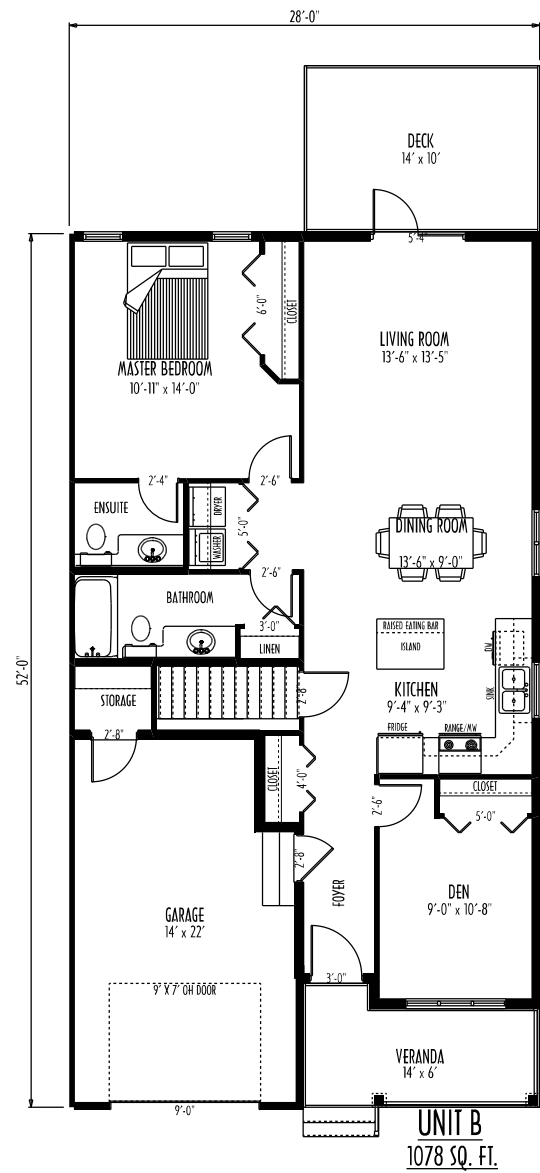 28'-0"
DECK
14' x 10'
5'-4
6'-0"
CLOSET
LIVING ROOM
13'-6" x 13'-5"
MASTER BEDROOM
10'-11" x 14'-0"
2'-4"
2'-6"
ENSUITE
DRYER
WASHER
5'-0"
DINING ROOM
13'-6" x 9'-0"
2'-6"
BATHROOM
3'-0"
LINEN
RAISED EATING BAR
ISLAND
DW
SINK
52'-0"
KITCHEN
9'-4" x 9'-3"
STORAGE
2'-8
FRIDGE
RANGE/MW
2'-8"
CLOSET
4'-0"
CLOSET
2'-6"
5'-0"
2'-8"
DEN
9'-0" x 10'-8"
FOYER
GARAGE
14' x 22'
3'-0"
9' X 7' OH DOOR
VERANDA
14' x 6'
9'-0"
UNIT B
1078 SQ. FT.